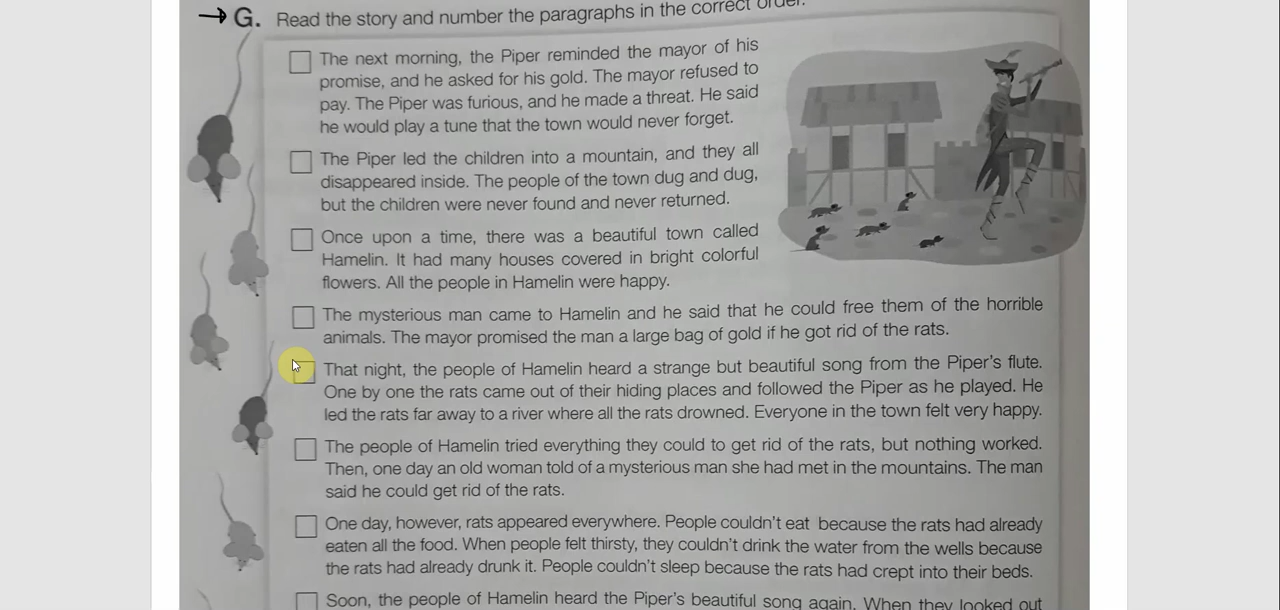 G. Read the story and number the paragraphs in the correct order.
The next morning, the Piper reminded the mayor of his
promise, and he asked for his gold. The mayor refused to
pay. The Piper was furious, and he made a threat. He said
he would play a tune that the town would never forget.
The Piper led the children into a mountain, and they all
disappeared inside. The people of the town dug and dug,
but the children were never found and never returned.
Once upon a time, there was a beautiful town called
Hamelin. It had many houses covered in bright colorful
flowers. All the people in Hamelin were happy.
The mysterious man came to Hamelin and he said that he could free them of the horrible
animals. The mayor promised the man a large bag of gold if he got rid of the rats.
That night, the people of Hamelin heard a strange but beautiful song from the Piper's flute.
One by one the rats came out of their hiding places and followed the Piper as he played. He
led the rats far away to a river where all the rats drowned. Everyone in the town felt very happy.
The people of Hamelin tried everything they could to get rid of the rats, but nothing worked.
Then, one day an old woman told of a mysterious man she had met in the mountains. The man
said he could get rid of the rats.
One day, however, rats appeared everywhere. People couldn't eat because the rats had already
eaten all the food. When people felt thirsty, they couldn't drink the water from the wells because
the rats had already drunk it. People couldn't sleep because the rats had crept into their beds.
Soon, the people of Hamelin heard the Piper's beautiful song again. When they looked out